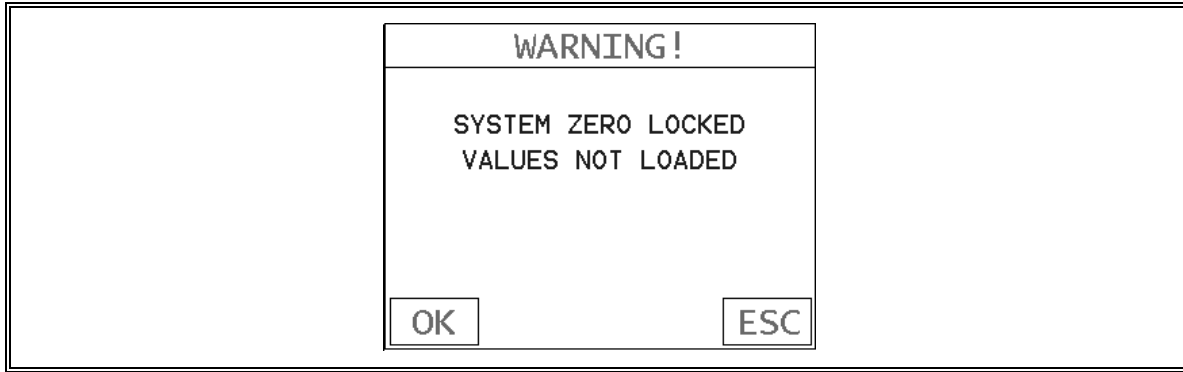 WARNING!
SYSTEM ZERO LOCKED
VALUES NOT LOADED
OK
ESC